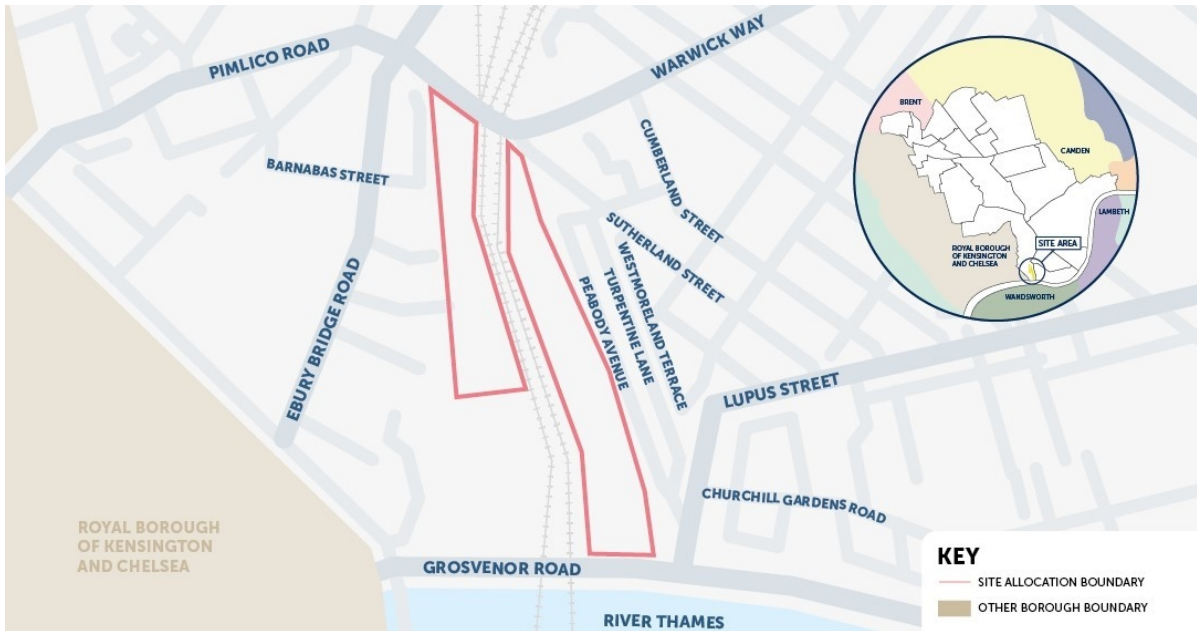 PIMLICO ROAD
WARWICK WAY
BARNABAS STREET
CUMBERLAND STREET
SUTHERLAND STREET
WESTMORELAND TERRACE
TURPENTINE LANE
PEABODY AVENUE
EBURY BRIDGE ROAD
LUPUS STREET
CHURCHILL GARDENS ROAD
GROSVENOR ROAD
RIVER THAMES
ROYAL BOROUGH
OF KENSINGTON
AND CHELSEA
BRENT
CAMDEN
LAMBETH
SITE AREA
ROYAL BOROUGH
OF KENSINGTON
AND CHELSEA
WANDSWORTH
KEY
SITE ALLOCATION BOUNDARY
OTHER BOROUGH BOUNDARY